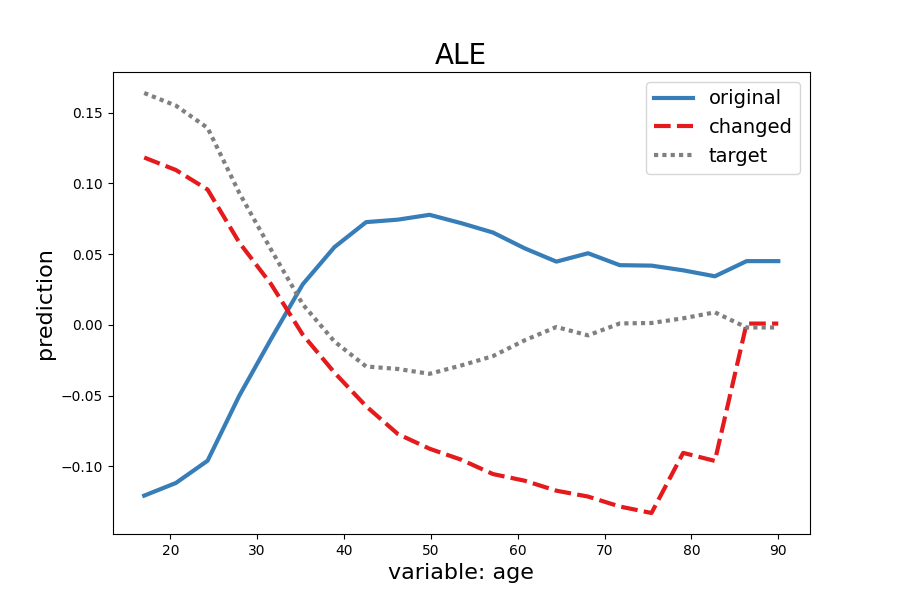 ALE
original
changed
target
0.15
0.10
0.05
0.00
−0.05
−0.10
prediction
20 30 40 50 60 70 80 90
variable: age